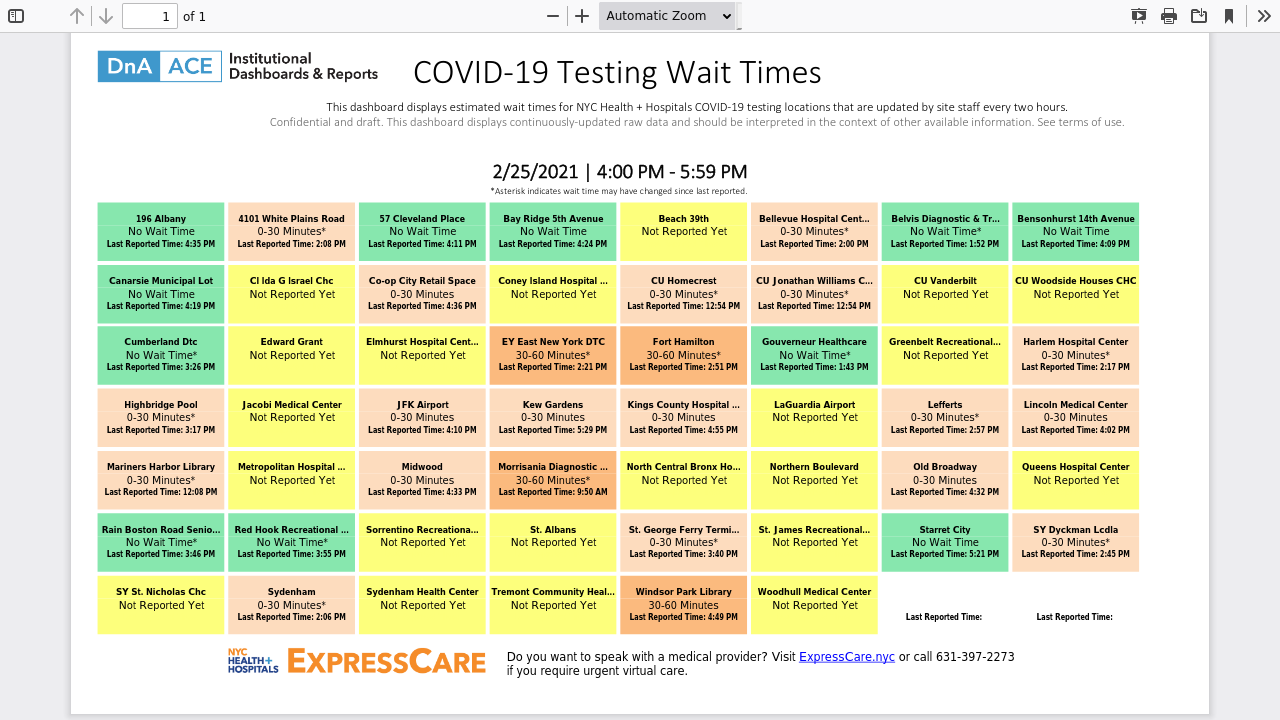 1 of 1 Automatic Zoom
DnA ACE Institutional
Dashboards & Reports
COVID-19 Testing Wait Times
This dashboard displays estimated wait times for NYC Health + Hospitals COVID-19 testing locations that are updated by site staff every two hours.
Confidential and draft. This dashboard displays continuously-updated raw data and should be interpreted in the context of other available information. See terms of use.
2/25/2021 | 4:00 PM - 5:59 PM
*Asterisk indicates wait time may have changed since last reported.
196 Albany
No Wait Time
Last Reported Time: 4:35 PM
4101 White Plains Road
0-30 Minutes*
Last Reported Time: 2:08 PM
57 Cleveland Place
No Wait Time
Last Reported Time: 4:11 PM
Bay Ridge 5th Avenue
No Wait Time
Last Reported Time: 4:24 PM
Beach 39th
Not Reported Yet
Bellevue Hospital Cent...
0-30 Minutes*
Last Reported Time: 2:00 PM
Belvis Diagnostic & Tr...
No Wait Time*
Last Reported Time: 1:52 PM
Bensonhurst 14th Avenue
No Wait Time
Last Reported Time: 4:09 PM
Canarsie Municipal Lot
No Wait Time
Last Reported Time: 4:19 PM
CI Ida G Israel Chc
Not Reported Yet
Co-op City Retail Space
0-30 Minutes
Last Reported Time: 4:36 PM
Coney Island Hospital ...
Not Reported Yet
CU Homecrest
0-30 Minutes*
Last Reported Time: 12:54 PM
CU Jonathan Williams C...
0-30 Minutes*
Last Reported Time: 12:54 PM
CU Vanderbilt
Not Reported Yet
CU Woodside Houses CHC
Not Reported Yet
Cumberland Dtc
No Wait Time*
Last Reported Time: 3:26 PM
Edward Grant
Not Reported Yet
Elmhurst Hospital Cent...
Not Reported Yet
EY East New York DTC
30-60 Minutes*
Last Reported Time: 2:21 PM
Fort Hamilton
30-60 Minutes*
Last Reported Time: 2:51 PM
Gouverneur Healthcare
No Wait Time*
Last Reported Time: 1:43 PM
Greenbelt Recreational...
Not Reported Yet
Harlem Hospital Center
0-30 Minutes*
Last Reported Time: 2:17 PM
Highbridge Pool
0-30 Minutes*
Last Reported Time: 3:17 PM
Jacobi Medical Center
Not Reported Yet
JFK Airport
0-30 Minutes
Last Reported Time: 4:10 PM
Kew Gardens
0-30 Minutes
Last Reported Time: 5:29 PM
Kings County Hospital ...
0-30 Minutes
Last Reported Time: 4:55 PM
LaGuardia Airport
Not Reported Yet
Lefferts
0-30 Minutes*
Last Reported Time: 2:57 PM
Lincoln Medical Center
0-30 Minutes
Last Reported Time: 4:02 PM
Mariners Harbor Library
0-30 Minutes*
Last Reported Time: 12:08 PM
Metropolitan Hospital ...
Not Reported Yet
Midwood
0-30 Minutes
Last Reported Time: 4:33 PM
Morrisania Diagnostic ...
30-60 Minutes*
Last Reported Time: 9:50 AM
North Central Bronx Ho...
Not Reported Yet
Northern Boulevard
Not Reported Yet
Old Broadway
0-30 Minutes
Last Reported Time: 4:32 PM
Queens Hospital Center
Not Reported Yet
Rain Boston Road Senio...
No Wait Time*
Last Reported Time: 3:46 PM
Red Hook Recreational ...
No Wait Time*
Last Reported Time: 3:55 PM
Sorrentino Recreationa...
Not Reported Yet
St. Albans
Not Reported Yet
St. George Ferry Termi...
0-30 Minutes*
Last Reported Time: 3:40 PM
St. James Recreational...
Not Reported Yet
Starret City
No Wait Time
Last Reported Time: 5:21 PM
SY Dyckman Lcdla
0-30 Minutes*
Last Reported Time: 2:45 PM
SY St. Nicholas Chc
Not Reported Yet
Sydenham
0-30 Minutes*
Last Reported Time: 2:06 PM
Sydenham Health Center
Not Reported Yet
Tremont Community Heal...
Not Reported Yet
Windsor Park Library
30-60 Minutes
Last Reported Time: 4:49 PM
Woodhull Medical Center
Not Reported Yet
Last Reported Time:
Last Reported Time:
NYC
HEALTH+
HOSPITALS
EXPRESSCARE
Do you want to speak with a medical provider? Visit ExpressCare.nyc or call 631-397-2273
if you require urgent virtual care.